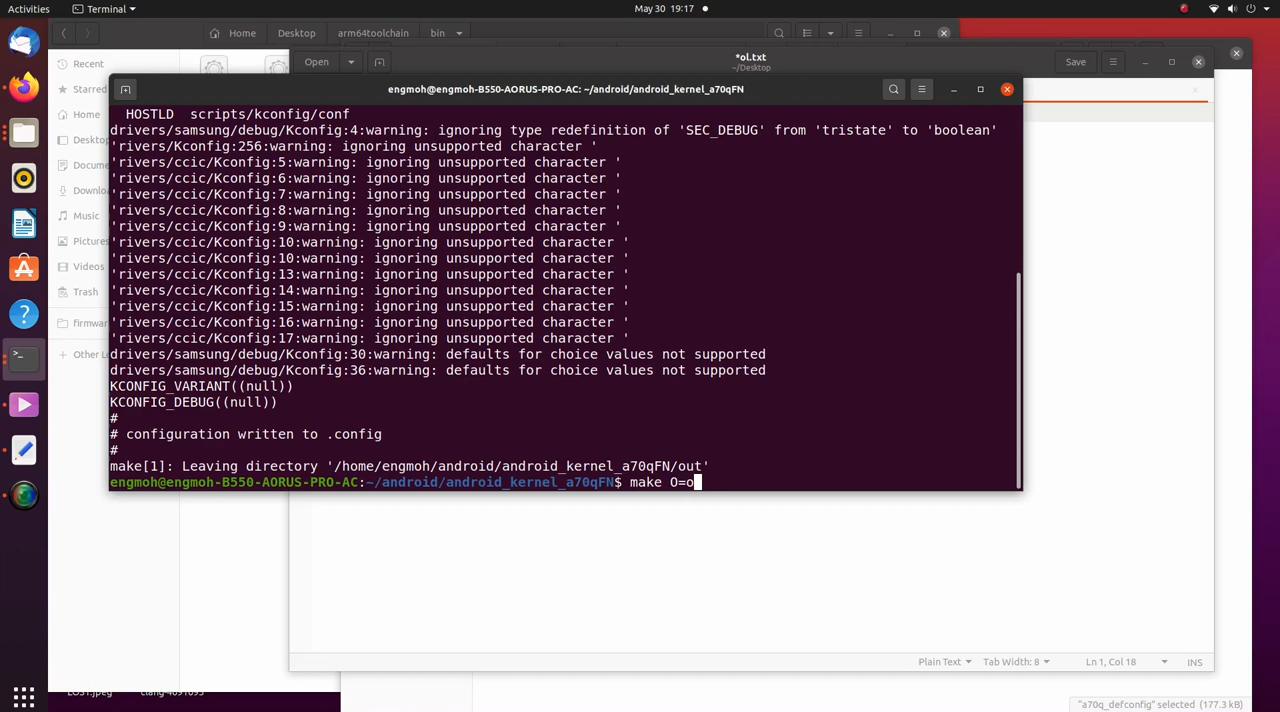 Activities
Terminal
May 30 19:17
Home
Desktop
arm64toolchain
bin
Recent
Starred
Home
Desktop
Docume
Downloa
Music
Pictures
Videos
Trash
firmwar
Other Lo
Open
*ol.txt
~/Desktop
Save
engmoh@engmoh-B550-AORUS-PRO-AC: ~/android/android_kernel_a70qFN
HOSTLD scripts/kconfig/conf
drivers/samsung/debug/Kconfig:4:warning: ignoring type redefinition of 'SEC_DEBUG' from 'tristate' to 'boolean'
'rivers/Kconfig:256:warning: ignoring unsupported character '
'rivers/ccic/Kconfig:5:warning: ignoring unsupported character '
'rivers/ccic/Kconfig:6:warning: ignoring unsupported character '
'rivers/ccic/Kconfig:7:warning: ignoring unsupported character '
'rivers/ccic/Kconfig:8:warning: ignoring unsupported character '
'rivers/ccic/Kconfig:9:warning: ignoring unsupported character '
'rivers/ccic/Kconfig:10:warning: ignoring unsupported character '
'rivers/ccic/Kconfig:10:warning: ignoring unsupported character '
'rivers/ccic/Kconfig:13:warning: ignoring unsupported character '
'rivers/ccic/Kconfig:14:warning: ignoring unsupported character '
'rivers/ccic/Kconfig:15:warning: ignoring unsupported character '
'rivers/ccic/Kconfig:16:warning: ignoring unsupported character '
'rivers/ccic/Kconfig:17:warning: ignoring unsupported character '
drivers/samsung/debug/Kconfig:30:warning: defaults for choice values not supported
drivers/samsung/debug/Kconfig:36:warning: defaults for choice values not supported
KCONFIG_VARIANT((null))
KCONFIG_DEBUG((null))
#
# configuration written to .config
#
make[1]: Leaving directory '/home/engmoh/android/android_kernel_a70qFN/out'
engmoh@engmoh-B550-AORUS-PRO-AC:~/android/android_kernel_a70qFN$ make O=o
Plain Text
Tab Width: 8
Ln 1, Col 18
INS
"a70q_defconfig" selected (177.3 kB)